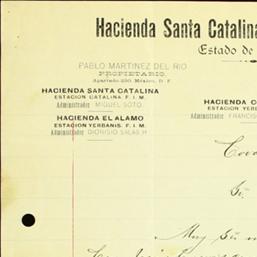 Hacienda Santa Catalina
Estado de
PABLO MARTINEZ DEL RIO
PROPIETARIO.
Apartado 250 México, D. F.
HACIENDA SANTA CATALINA
ESTACION CATALINA F. I. M.
Administrador MIGUEL SOTO.
HACIENDA EL ALAMO
ESTACION YERBANIS. F. I. M.
Administrador DIONISIO SALAS H
HACIENDA C
ESTACION YERBANIS
Administrador FRANCIS
Muy